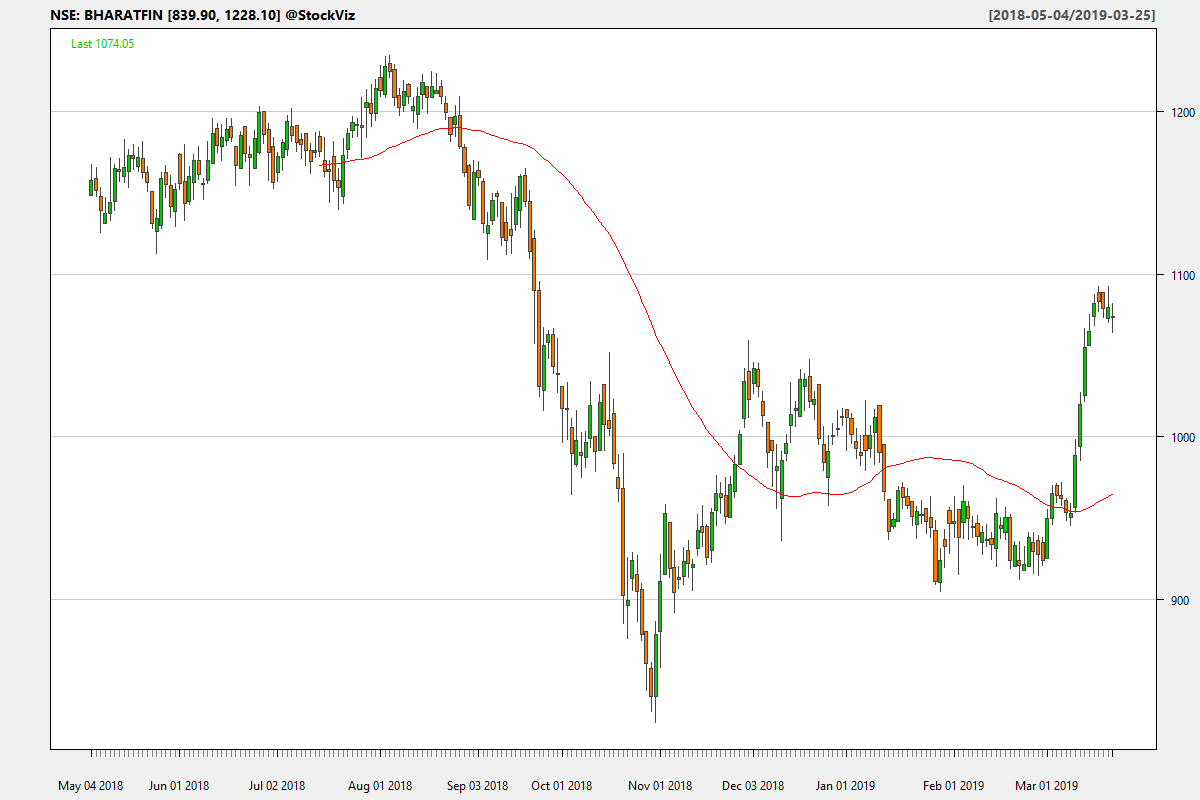 NSE: BHARATFIN [839.90, 1228.10] @StockViz [2018-05-04/2019-03-25]
Last 1074.05
1200
1100
1000
900
May 04 2018 Jun 01 2018 Jul 02 2018 Aug 01 2018 Sep 03 2018 Oct 01 2018 Nov 01 2018 Dec 03 2018 Jan 01 2019 Feb 01 2019 Mar 01 2019